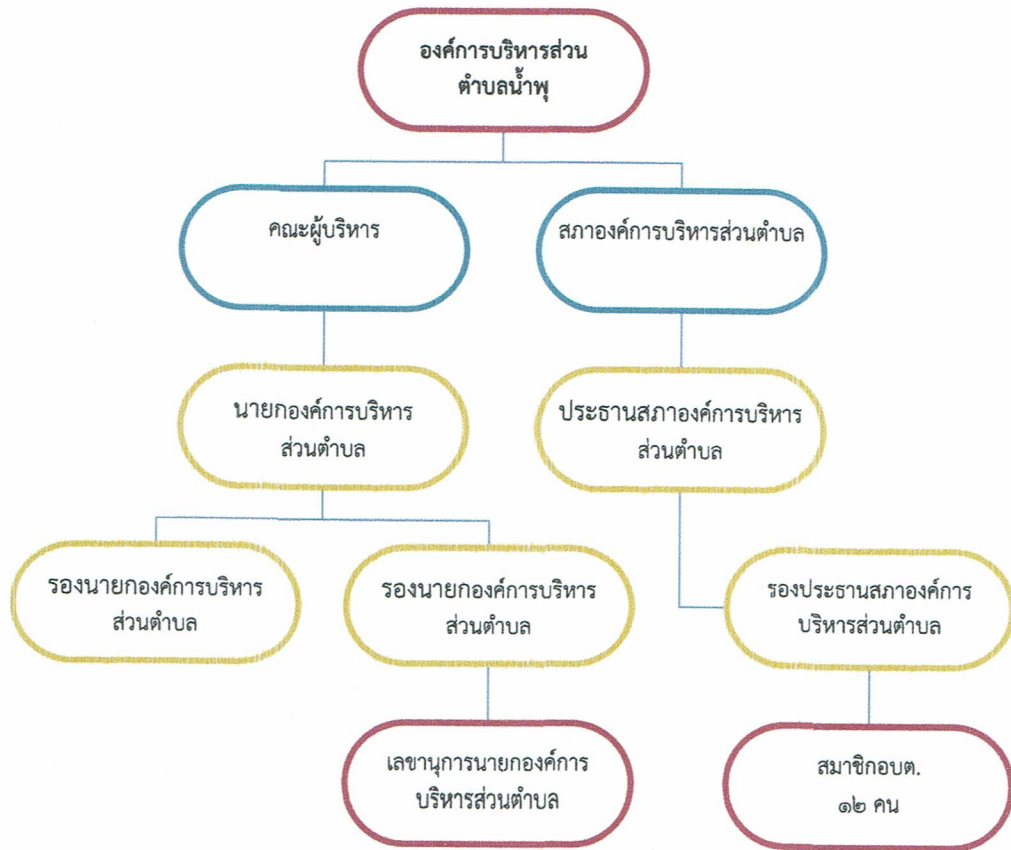 องค์การบริหารส่วน
ตำบลน้ำพุ
คณะผู้บริหาร
สภาองค์การบริหารส่วนตำบล
นายกองค์การบริหาร
ส่วนตำบล
ประธานสภาองค์การบริหาร
ส่วนตำบล
รองนายกองค์การบริหาร
ส่วนตำบล
รองนายกองค์การบริหาร
ส่วนตำบล
รองประธานสภาองค์การ
บริหารส่วนตำบล
เลขานุการนายกองค์การ
บริหารส่วนตำบล
สมาชิกอบต.
๑๒ คน